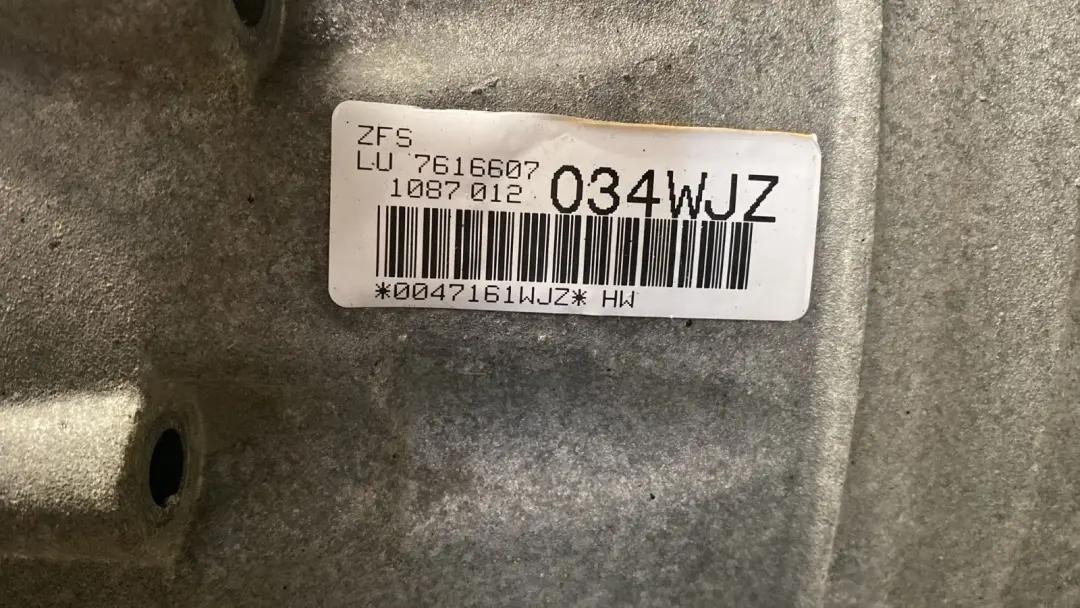 ZFS
LU 7616607
1087 012 034WJZ
*0047161WJZ* HW